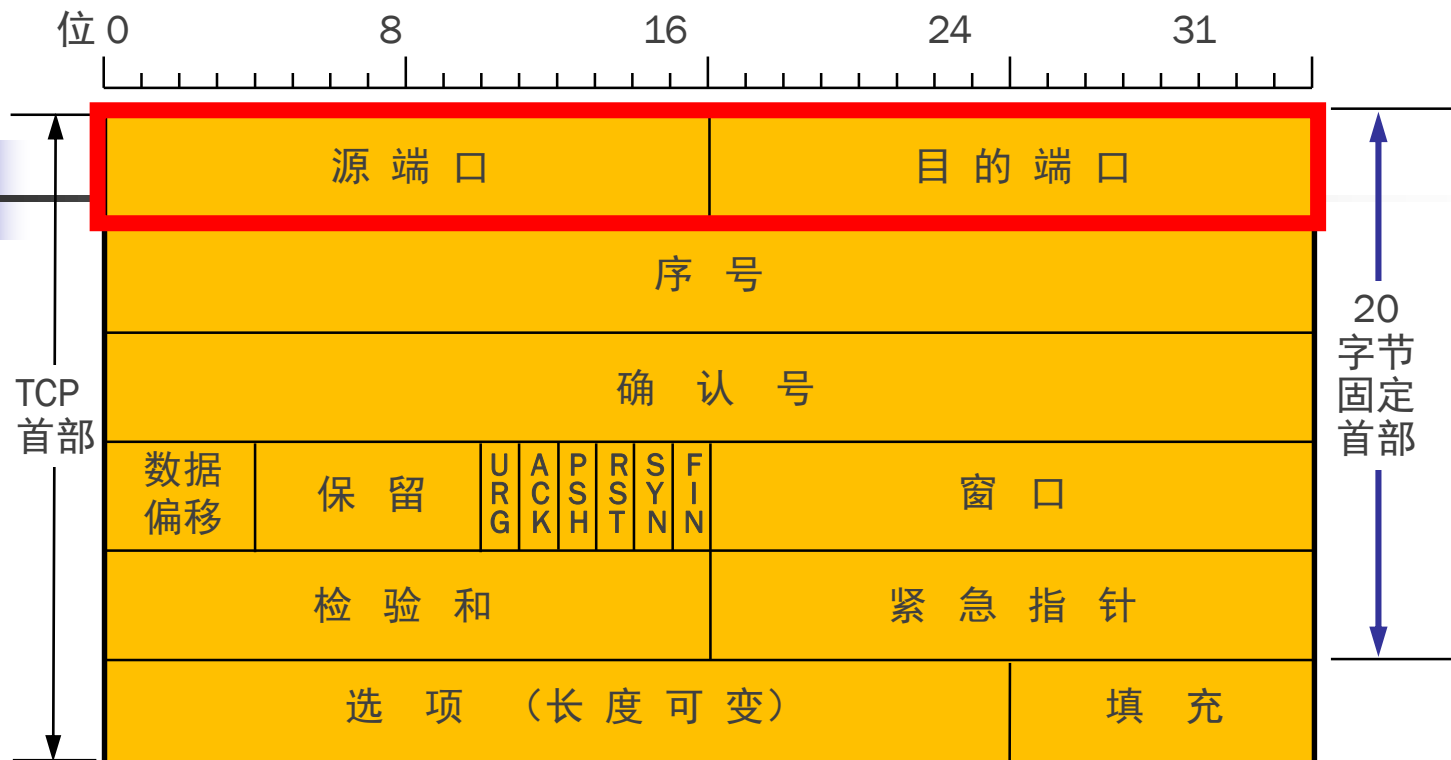 位 0 8 16 24 31
源端口 目的端口
序号
确认号
TCP
首部
20
字节
固定
首部
数据
偏移
保留
URG
ACK
PSH
RST
SYN
FIN
窗口
检验和 紧急指针
选项 （长度可变） 填充